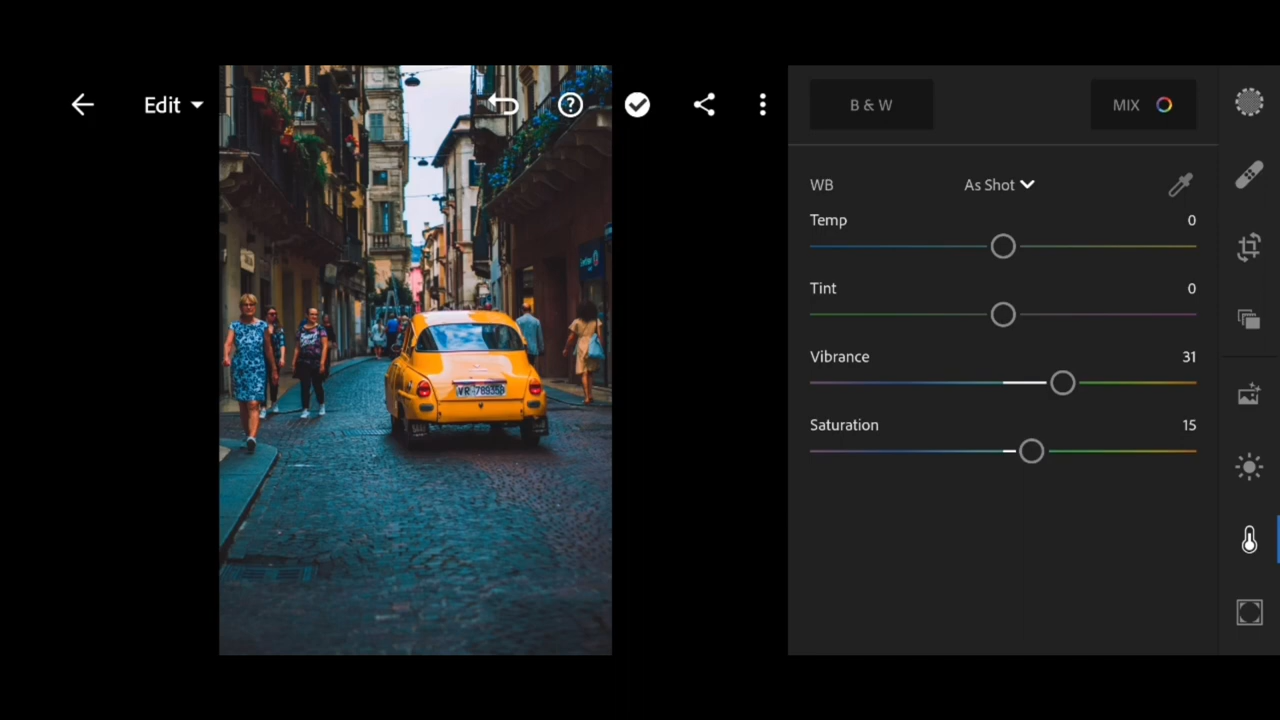 Edit
B & W
MIX
WB
As Shot
Temp
0
Tint
0
Vibrance
31
Saturation
15